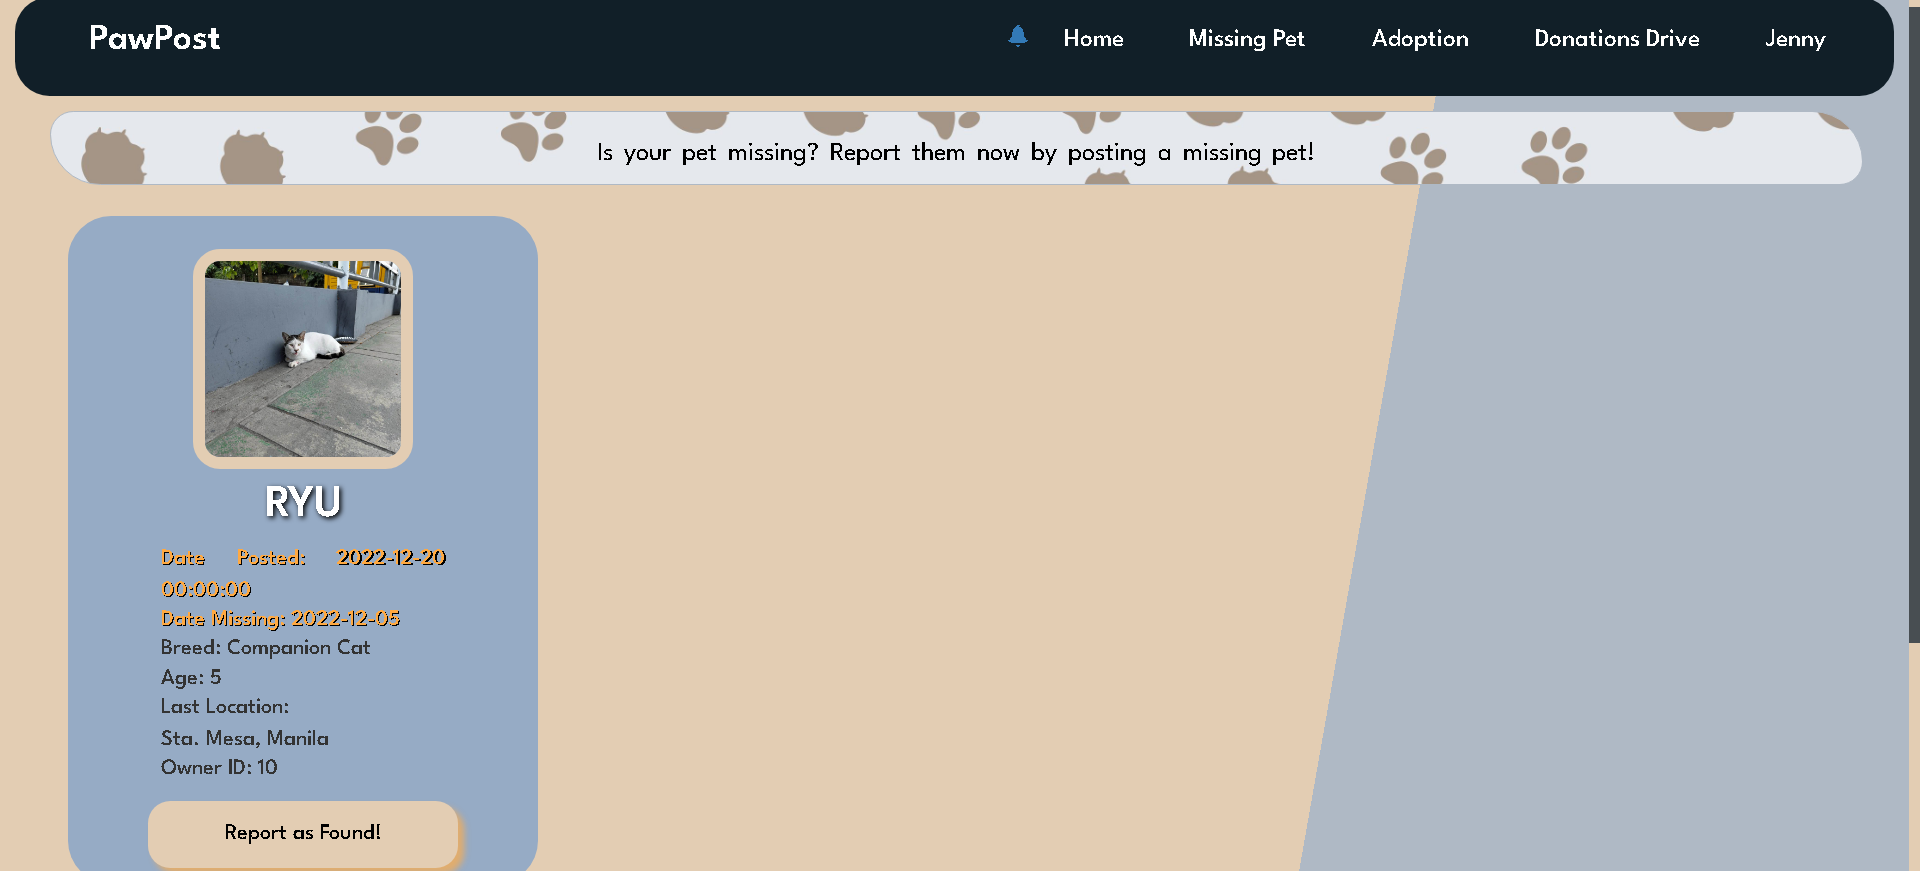 PawPost
Home Missing Pet Adoption Donations Drive Jenny
Is your pet missing? Report them now by posting a missing pet!
RYU
Date Posted: 2022-12-20
00:00:00
Date Missing: 2022-12-05
Breed: Companion Cat
Age: 5
Last Location:
Sta. Mesa, Manila
Owner ID: 10
Report as Found!